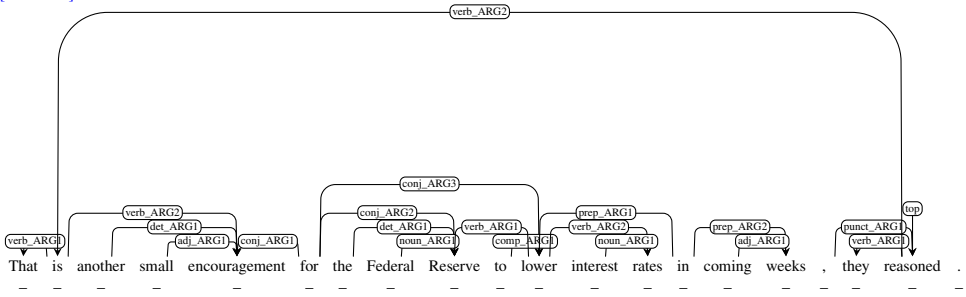 verb_ARG2
conj_ARG3
top
verb_ARG2 conj_ARG2 prep_ARG1
det_ARG1 det_ARG1 verb_ARG1 verb_ARG2 prep_ARG2 punct_ARG1
verb_ARG1 adj_ARG1 conj_ARG1 noun_ARG1 comp_ARG1 noun_ARG1 adj_ARG1 verb_ARG1
That is another small encouragement for the Federal Reserve to lower interest rates in coming weeks , they reasoned .
_ _ _ _ _ _ _ _ _ _ _ _ _ _ _ _ _ _ _ _